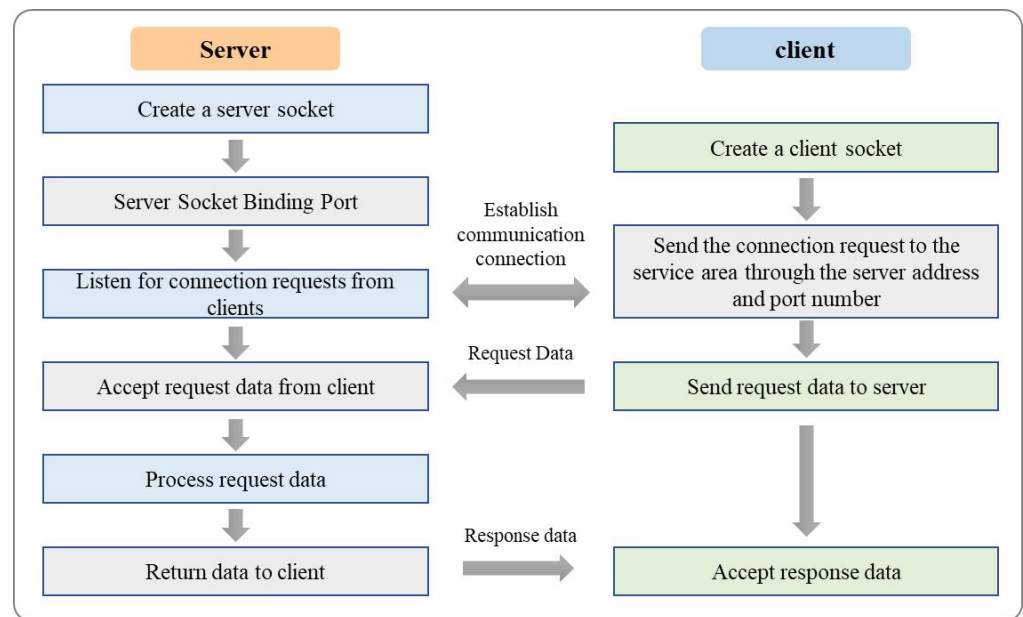 Server
client
Create a server socket
Create a client socket
Server Socket Binding Port
Establish
communication
connection
Send the connection request to the
service area through the server address
and port number
Listen for connection requests from
clients
Request Data
Accept request data from client
Send request data to server
Process request data
Response data
Return data to client
Accept response data